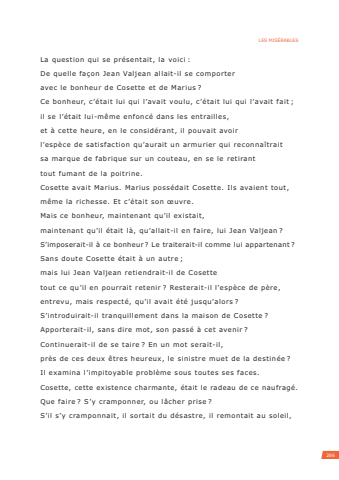 LES MISÉRABLES
La question qui se présentait, la voici :
De quelle façon Jean Valjean allait-il se comporter
avec le bonheur de Cosette et de Marius ?
Ce bonheur, c’était lui qui l’avait voulu, c’était lui qui l’avait fait ;
il se l’était lui-même enfoncé dans les entrailles,
et à cette heure, en le considérant, il pouvait avoir
l’espèce de satisfaction qu’aurait un armurier qui reconnaîtrait
sa marque de fabrique sur un couteau, en se le retirant
tout fumant de la poitrine.
Cosette avait Marius. Marius possédait Cosette. Ils avaient tout,
même la richesse. Et c’était son œuvre.
Mais ce bonheur, maintenant qu’il existait,
maintenant qu’il était là, qu’allait-il en faire, lui Jean Valjean ?
S’imposerait-il à ce bonheur ? Le traiterait-il comme lui appartenant ?
Sans doute Cosette était à un autre ;
mais lui Jean Valjean retiendrait-il de Cosette
tout ce qu’il en pourrait retenir ? Resterait-il l’espèce de père,
entrevu, mais respecté, qu’il avait été jusqu’alors ?
S’introduirait-il tranquillement dans la maison de Cosette ?
Apporterait-il, sans dire mot, son passé à cet avenir ?
Continuerait-il de se taire ? En un mot serait-il,
près de ces deux êtres heureux, le sinistre muet de la destinée ?
Il examina l’impitoyable problème sous toutes ses faces.
Cosette, cette existence charmante, était le radeau de ce naufragé.
Que faire ? S’y cramponner, ou lâcher prise ?
S’il s’y cramponnait, il sortait du désastre, il remontait au soleil,